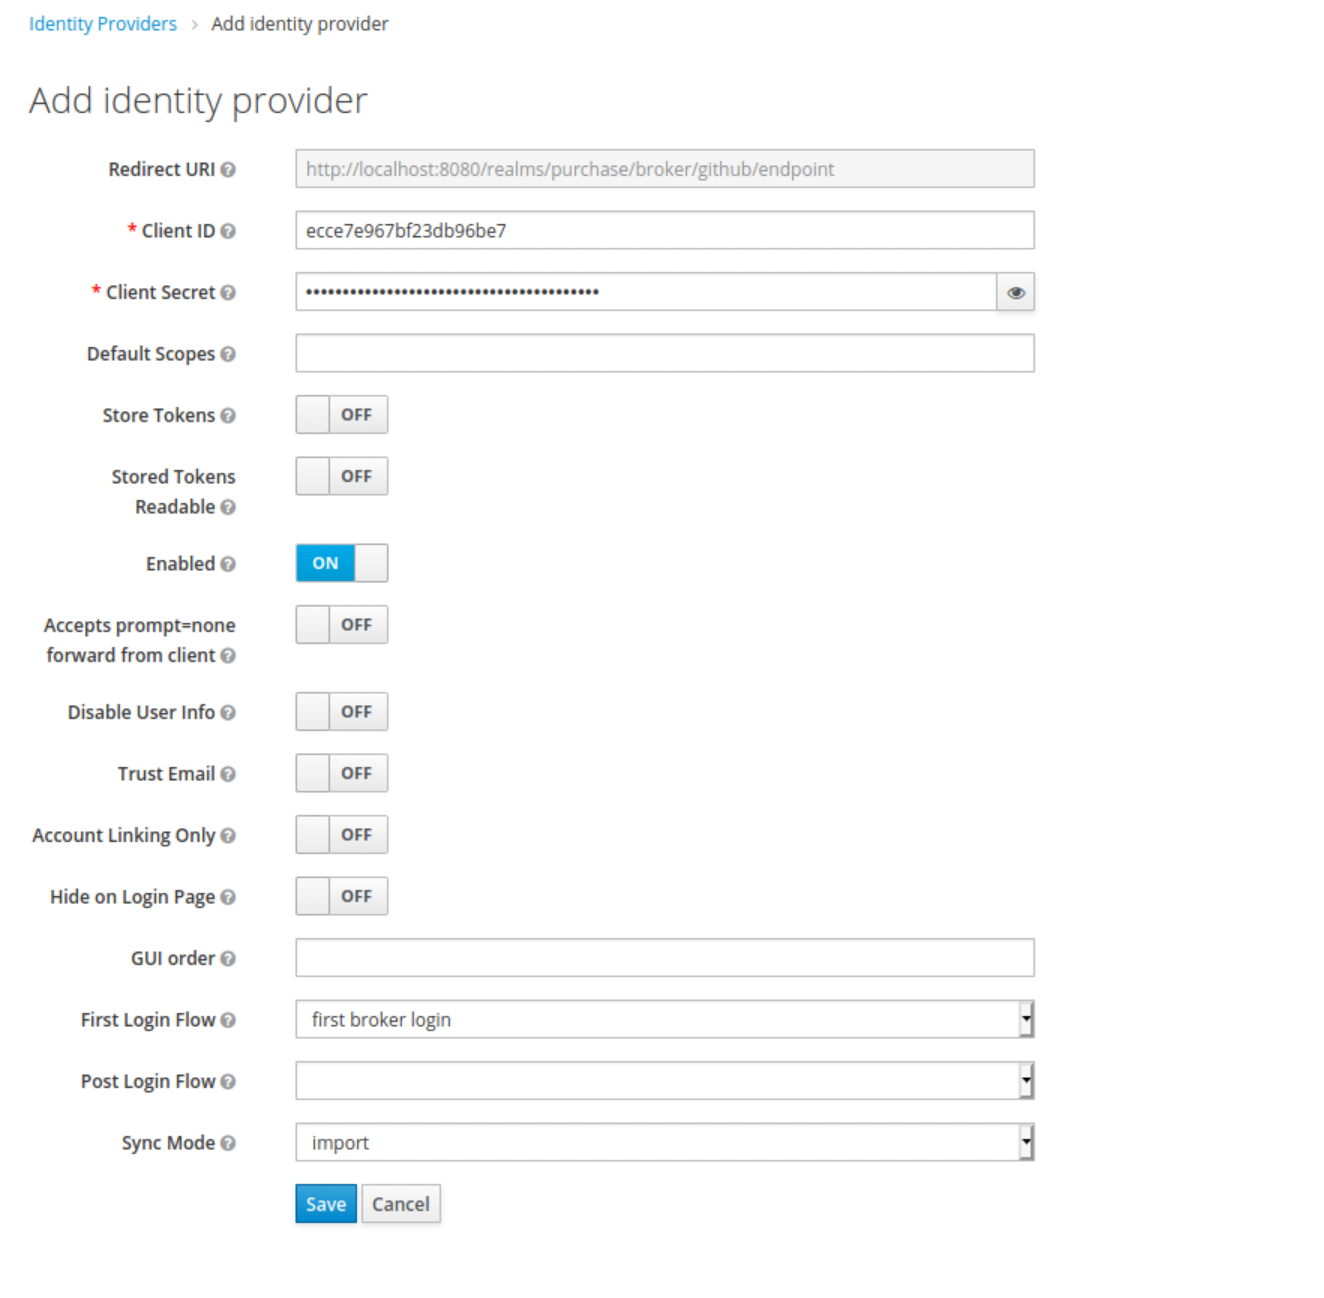 Identity Providers › Add identity provider
Add identity provider
Redirect URI http://localhost:8080/realms/purchase/broker/github/endpoint
* Client ID ecce7e967bf23db96be7
* Client Secret ••••••••••••••••••••••••••••••••••••••••
Default Scopes
Store Tokens OFF
Stored Tokens OFF
Readable
Enabled ON
Accepts prompt=none OFF
forward from client
Disable User Info OFF
Trust Email OFF
Account Linking Only OFF
Hide on Login Page OFF
GUI order
First Login Flow first broker login
Post Login Flow
Sync Mode import
Save Cancel